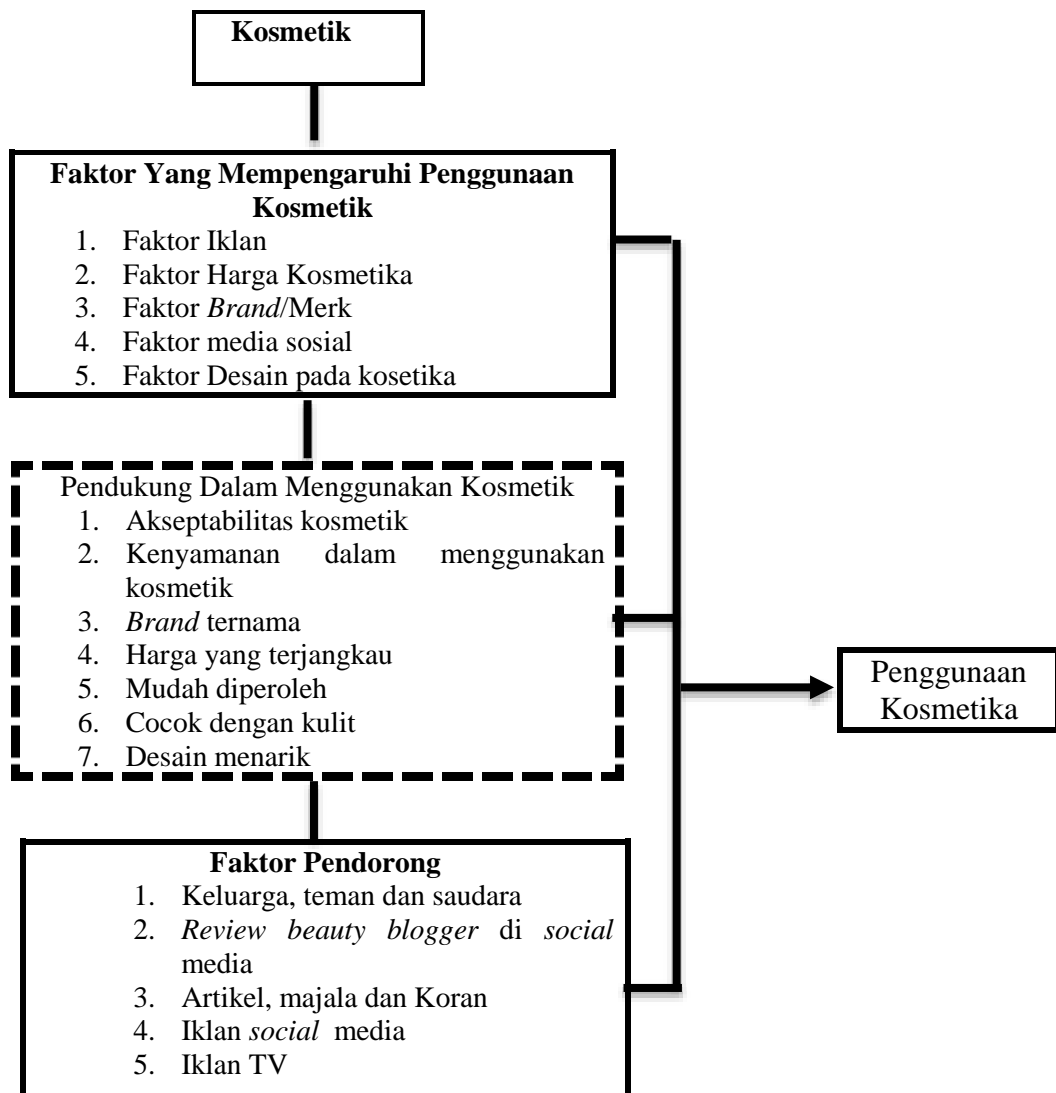 Kosmetik
Faktor Yang Mempengaruhi Penggunaan
Kosmetik
1. Faktor Iklan
2. Faktor Harga Kosmetika
3. Faktor Brand/Merk
4. Faktor media sosial
5. Faktor Desain pada kosetika
Pendukung Dalam Menggunakan Kosmetik
1. Akseptabilitas kosmetik
2. Kenyamanan dalam menggunakan
kosmetik
3. Brand ternama
4. Harga yang terjangkau
5. Mudah diperoleh
6. Cocok dengan kulit
7. Desain menarik
Faktor Pendorong
1. Keluarga, teman dan saudara
2. Review beauty blogger di social
media
3. Artikel, majala dan Koran
4. Iklan social media
5. Iklan TV
Penggunaan
Kosmetika